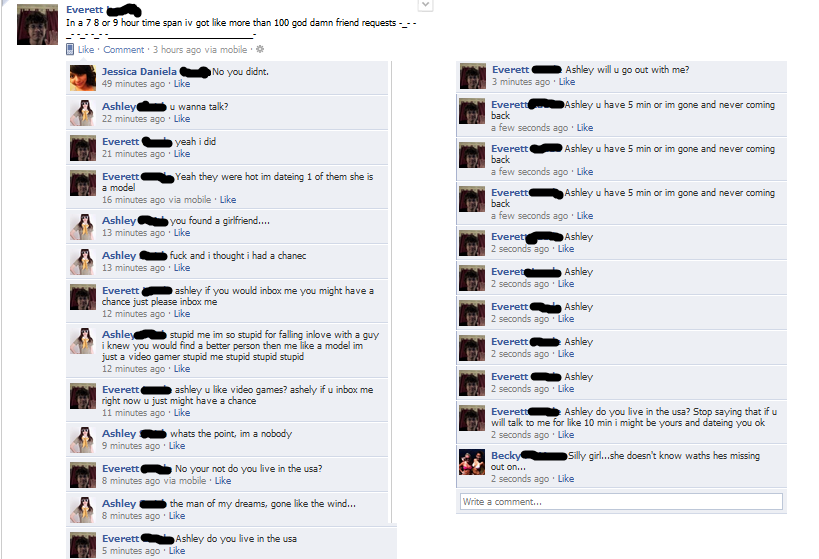 Everett
In a 7 8 or 9 hour time span iv got like more than 100 god damn friend requests -_- -
_- -_- -_- -_____________________________-
Like · Comment · 3 hours ago via mobile ·
Jessica Daniela No you didnt.
49 minutes ago · Like
Ashley u wanna talk?
22 minutes ago · Like
Everett yeah i did
21 minutes ago · Like
Everett Yeah they were hot im dateing 1 of them she is
a model
16 minutes ago via mobile · Like
Ashley you found a girlfriend....
13 minutes ago · Like
Ashley fuck and i thought i had a chanec
13 minutes ago · Like
Everett ashley if you would inbox me you might have a
chance just please inbox me
12 minutes ago · Like
Ashley stupid me im so stupid for falling inlove with a guy
i knew you would find a better person then me like a model im
just a video gamer stupid me stupid stupid stupid
12 minutes ago · Like
Everett ashley u like video games? ashely if u inbox me
right now u just might have a chance
11 minutes ago · Like
Ashley whats the point, im a nobody
9 minutes ago · Like
Everett No your not do you live in the usa?
8 minutes ago via mobile · Like
Ashley the man of my dreams, gone like the wind...
8 minutes ago · Like
Everett Ashley do you live in the usa
5 minutes ago · Like
Everett Ashley will u go out with me?
3 minutes ago · Like
Everett Ashley u have 5 min or im gone and never coming
back
a few seconds ago · Like
Everett Ashley u have 5 min or im gone and never coming
back
a few seconds ago · Like
Everett Ashley u have 5 min or im gone and never coming
back
a few seconds ago · Like
Everett Ashley
2 seconds ago · Like
Everett Ashley
2 seconds ago · Like
Everett Ashley
2 seconds ago · Like
Everett Ashley
2 seconds ago · Like
Everett Ashley
2 seconds ago · Like
Everett Ashley do you live in the usa? Stop saying that if u
will talk to me for like 10 min i might be yours and dateing you ok
2 seconds ago · Like
Becky Silly girl...she doesn't know waths hes missing
out on...
2 seconds ago · Like
Write a comment...